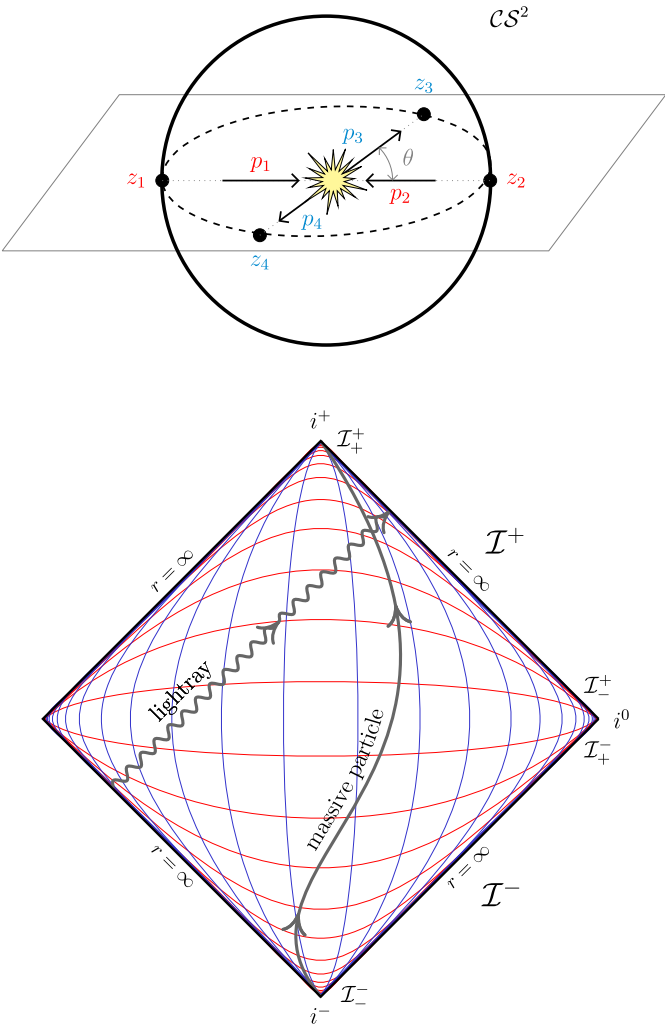 𝒞𝒮²
z₃
p₃
θ
p₁
z₁
p₂
z₂
p₄
z₄
i⁺
ℐ⁺₊
ℐ⁺
r = ∞
r = ∞
lightray
ℐ⁺₋
i⁰
ℐ⁻₊
massive particle
r = ∞
r = ∞
ℐ⁻
ℐ⁻₋
i⁻